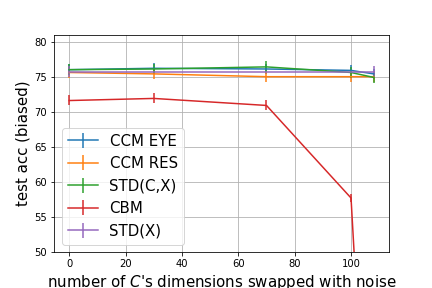 80
75
70
65
60
55
50
test acc (biased)
CCM EYE
CCM RES
STD(C,X)
CBM
STD(X)
0 20 40 60 80 100
number of C's dimensions swapped with noise